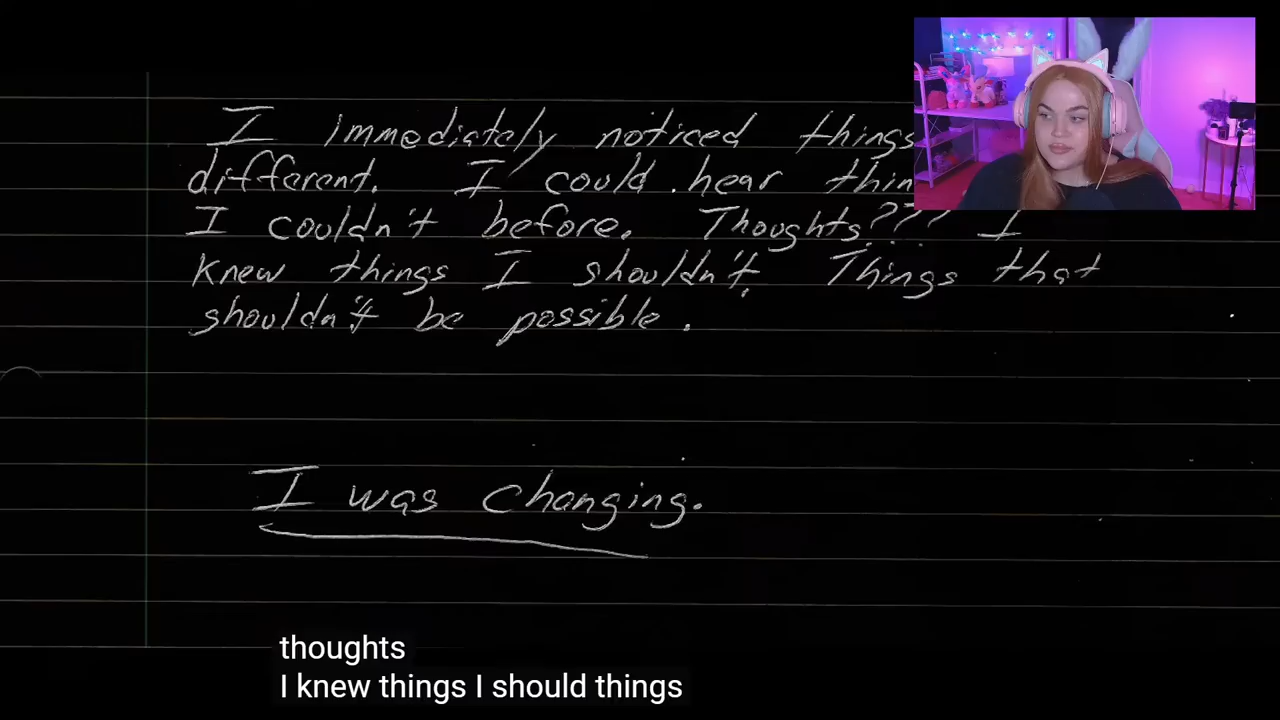 I immediately noticed things
different. I could hear thin
I couldn't before. Thoughts??? I
knew things I shouldn't. Things that
shouldn't be possible.
I was changing.
thoughts
I knew things I should things